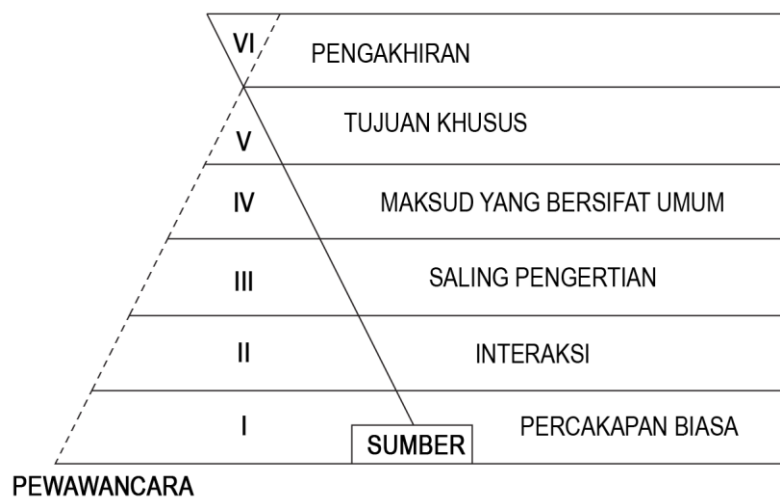 VI PENGAKHIRAN
V TUJUAN KHUSUS
IV MAKSUD YANG BERSIFAT UMUM
III SALING PENGERTIAN
II INTERAKSI
I SUMBER PERCAKAPAN BIASA
PEWAWANCARA